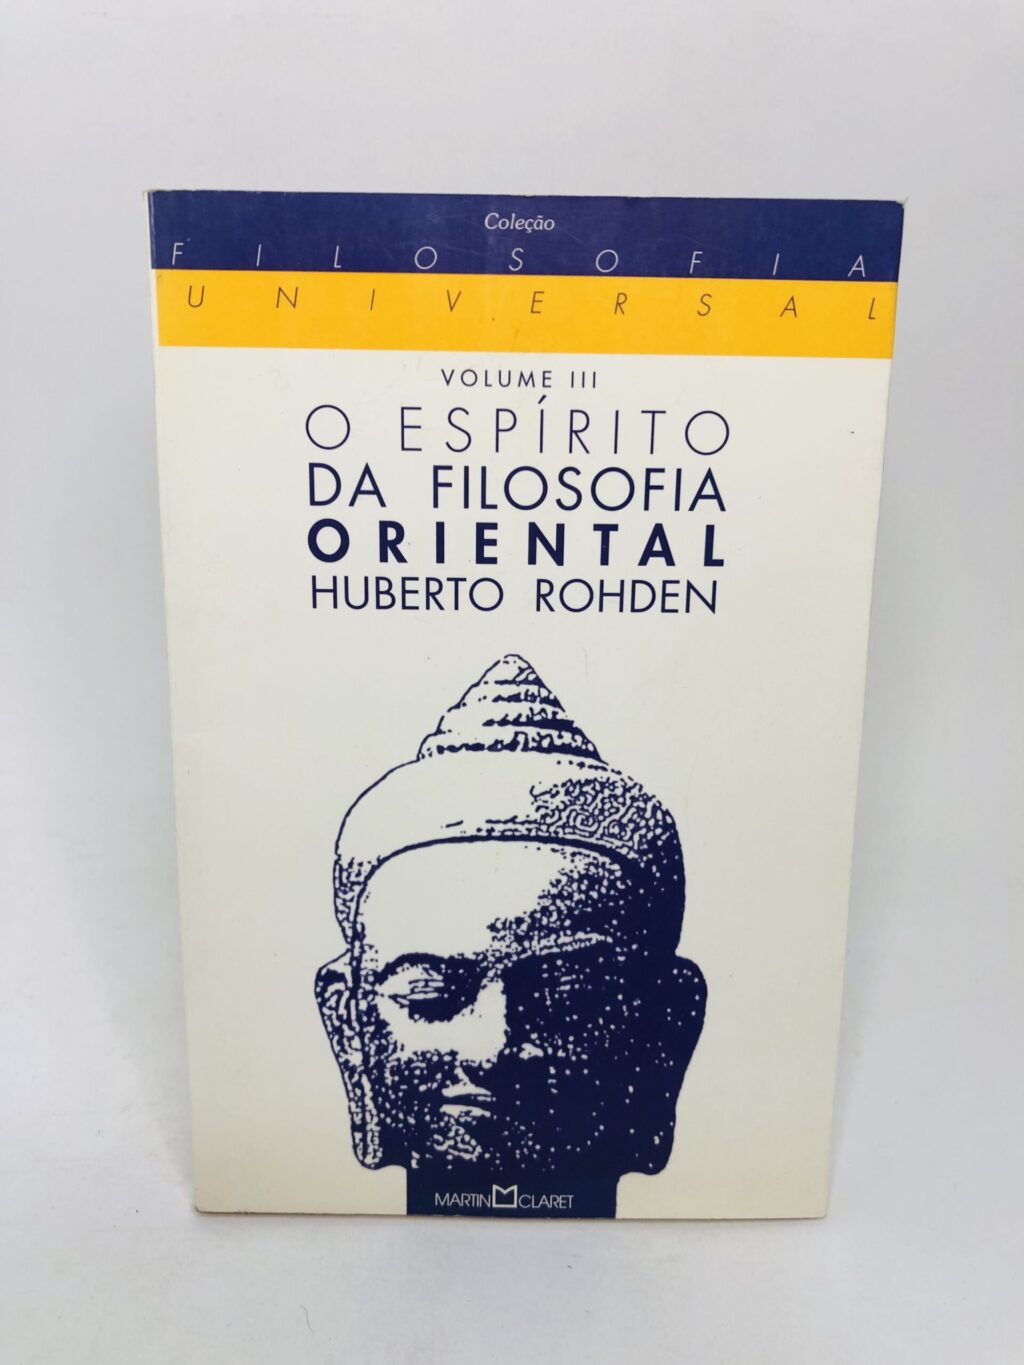 Coleção
FILOSOFIA
UNIVERSAL
VOLUME III
O ESPÍRITO
DA FILOSOFIA
ORIENTAL
HUBERTO ROHDEN
MARTIN CLARET